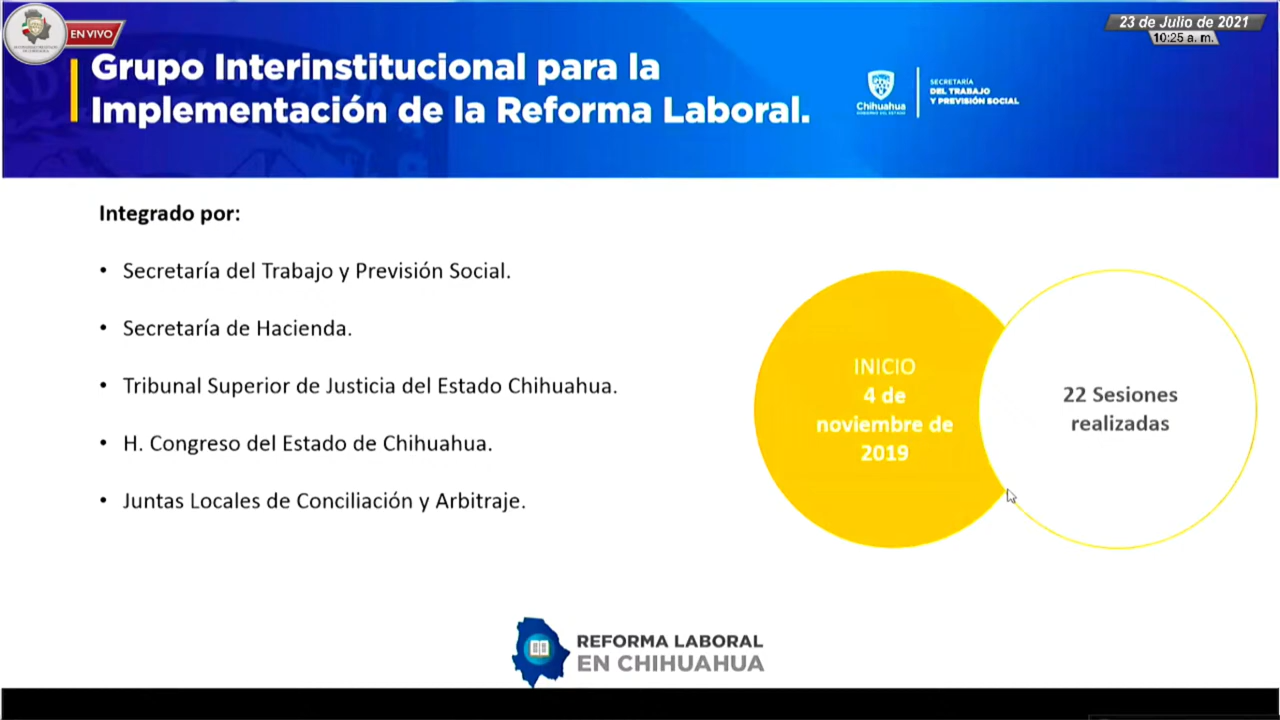 EN VIVO
23 de Julio de 2021
10:25 a. m.
Grupo Interinstitucional para la
Implementación de la Reforma Laboral.
Chihuahua
GOBIERNO DEL ESTADO
SECRETARÍA
DEL TRABAJO
Y PREVISIÓN SOCIAL
Integrado por:
• Secretaría del Trabajo y Previsión Social.
• Secretaría de Hacienda.
• Tribunal Superior de Justicia del Estado Chihuahua.
• H. Congreso del Estado de Chihuahua.
• Juntas Locales de Conciliación y Arbitraje.
INICIO
4 de
noviembre de
2019
22 Sesiones
realizadas
REFORMA LABORAL
EN CHIHUAHUA